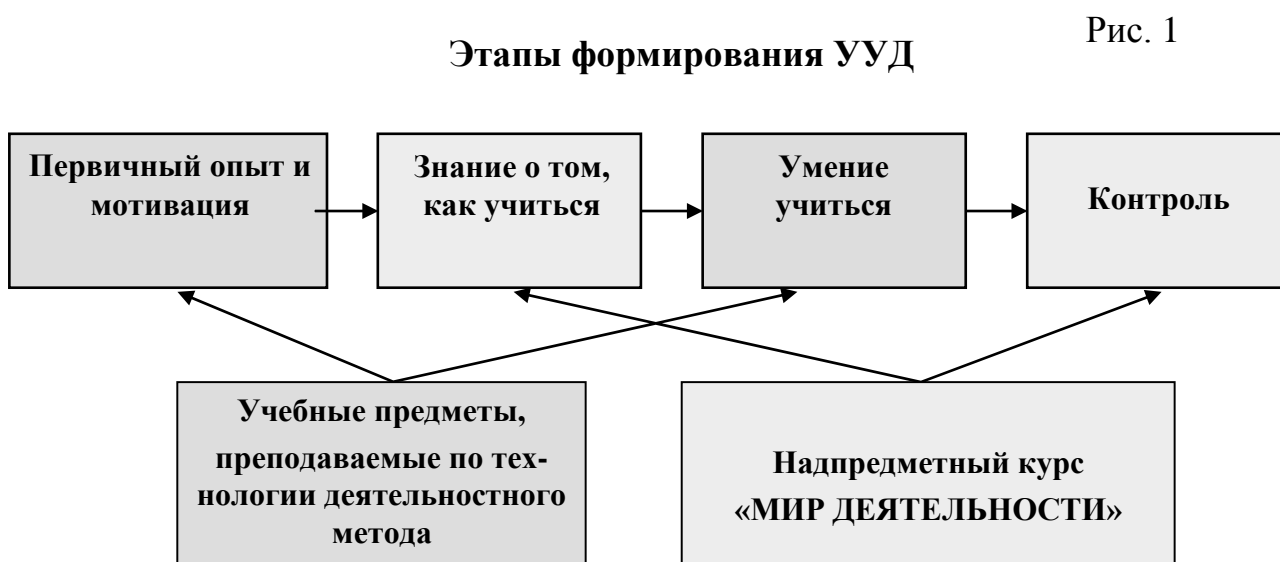 Рис. 1
Этапы формирования УУД
Первичный опыт и
мотивация
Знание о том,
как учиться
Умение
учиться
Контроль
Учебные предметы,
преподаваемые по тех-
нологии деятельностного
метода
Надпредметный курс
«МИР ДЕЯТЕЛЬНОСТИ»